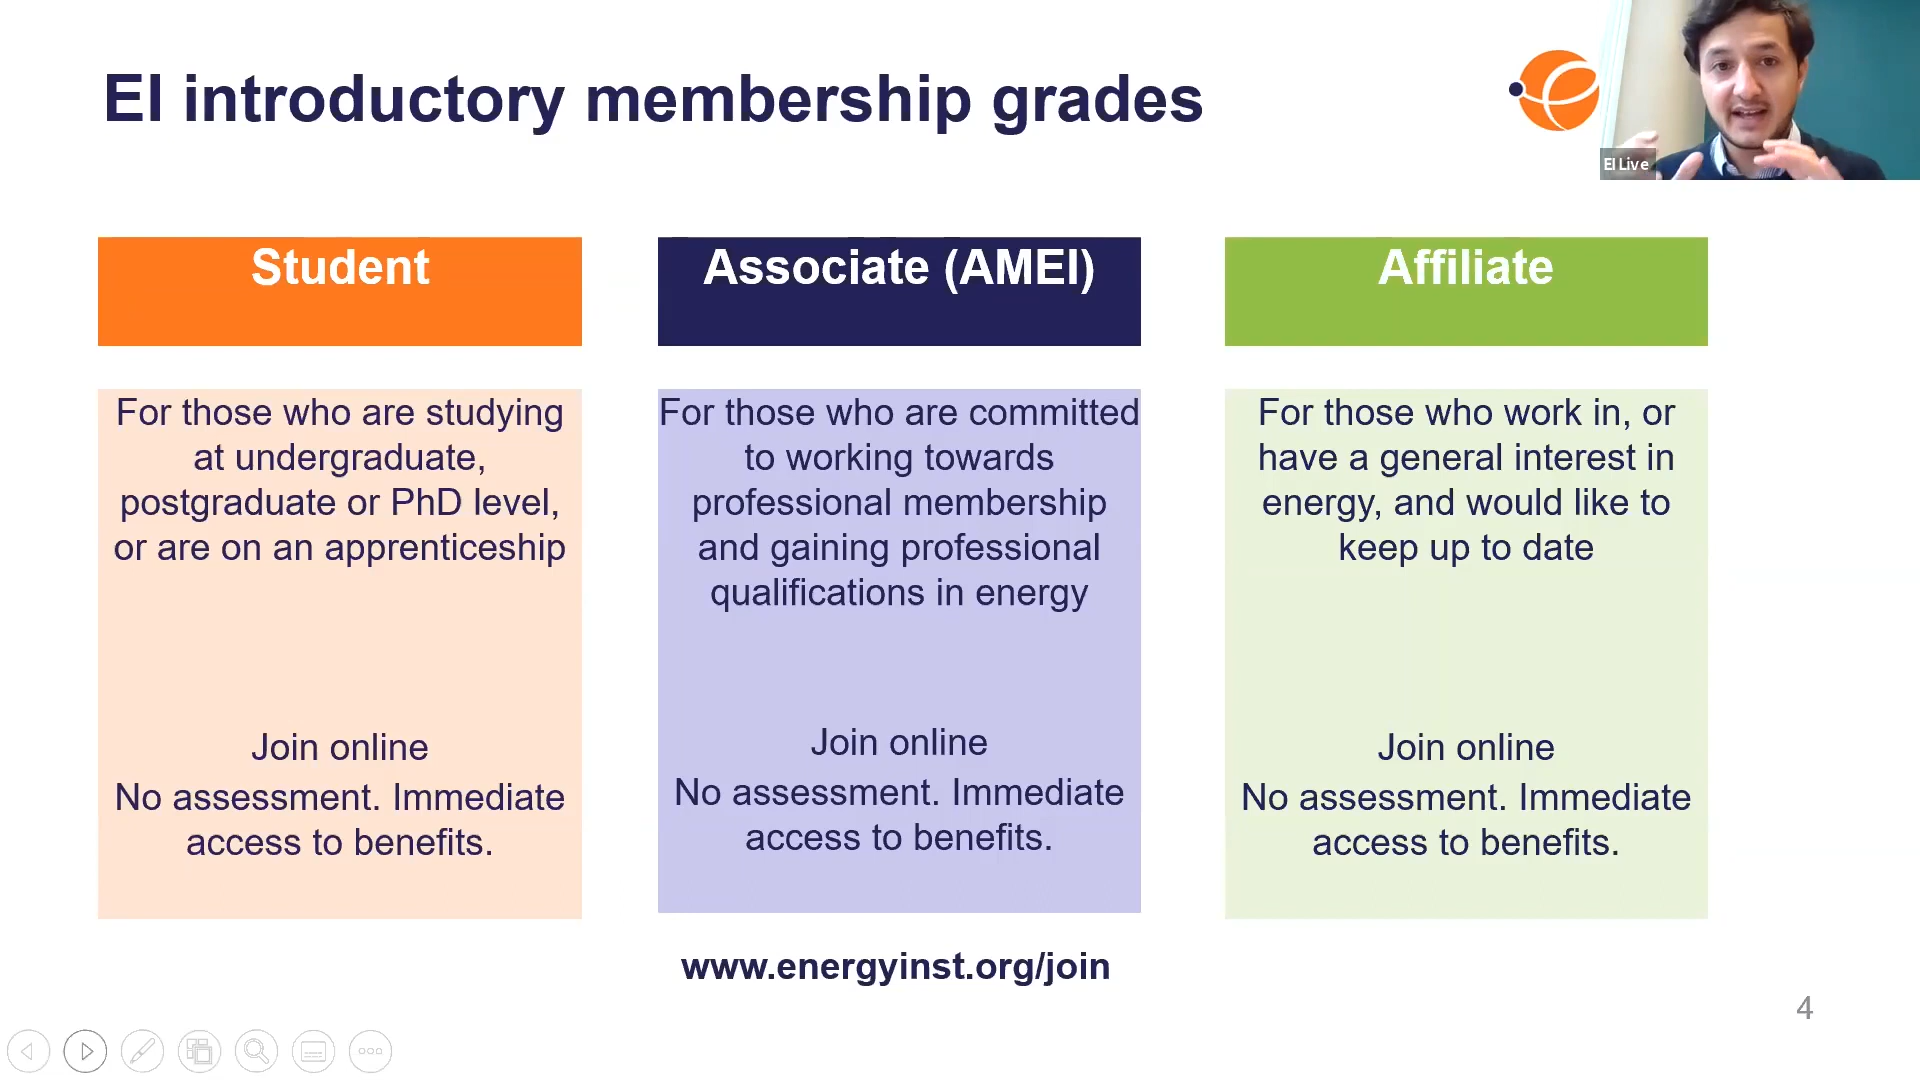 EI introductory membership grades
EI Live
Student
Associate (AMEI)
Affiliate
For those who are studying
at undergraduate,
postgraduate or PhD level,
or are on an apprenticeship
Join online
No assessment. Immediate
access to benefits.
For those who are committed
to working towards
professional membership
and gaining professional
qualifications in energy
Join online
No assessment. Immediate
access to benefits.
For those who work in, or
have a general interest in
energy, and would like to
keep up to date
Join online
No assessment. Immediate
access to benefits.
www.energyinst.org/join
4